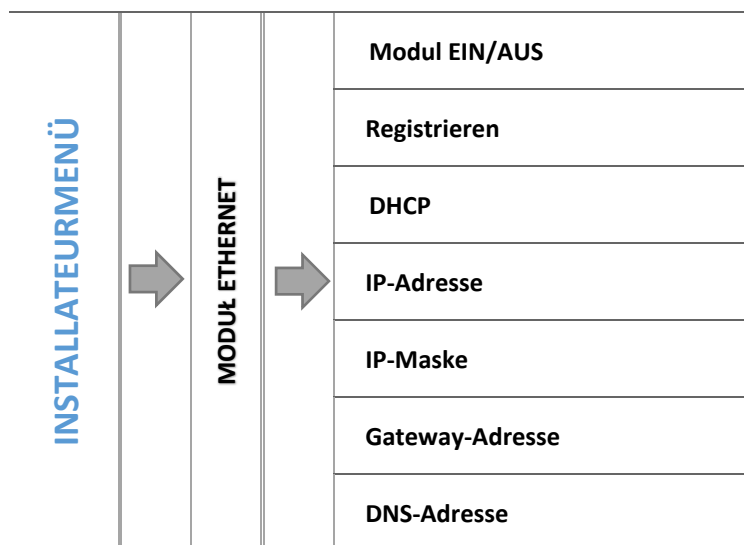 INSTALLATEURMENÜ
MODUŁ ETHERNET
Modul EIN/AUS
Registrieren
DHCP
IP-Adresse
IP-Maske
Gateway-Adresse
DNS-Adresse